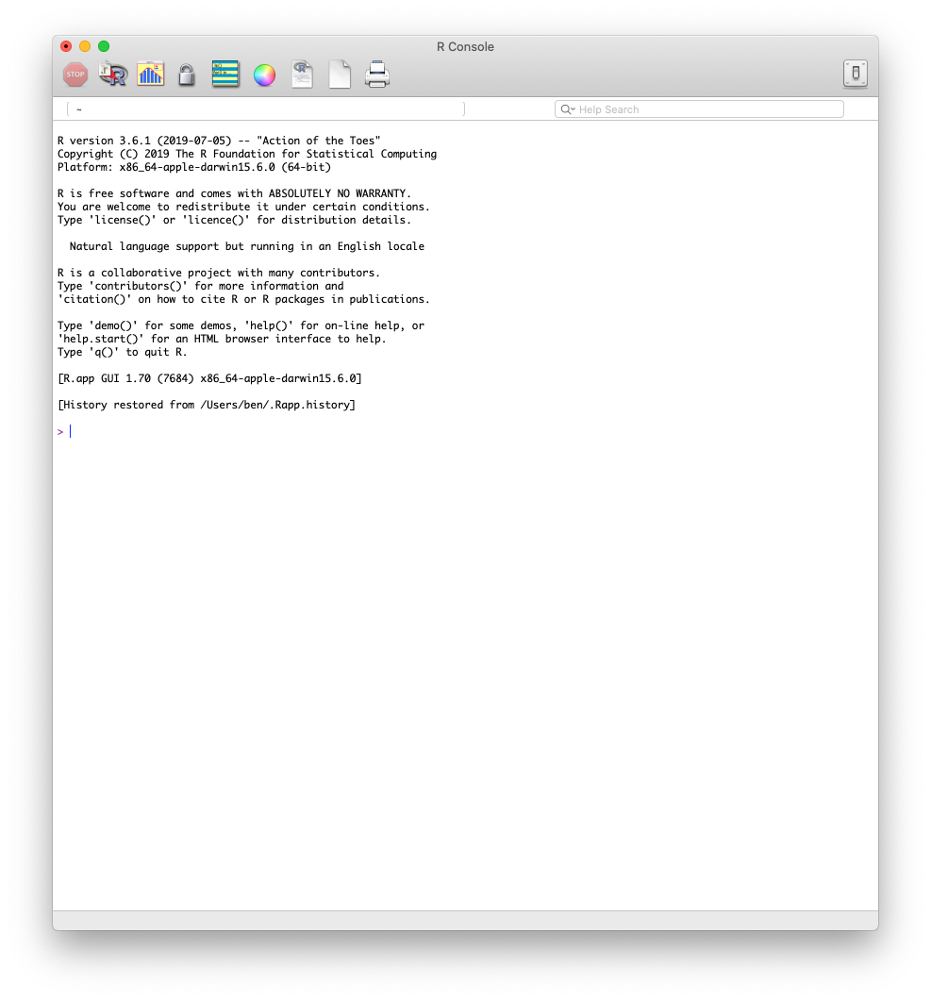 R Console
STOP
~
Help Search
R version 3.6.1 (2019-07-05) -- "Action of the Toes"
Copyright (C) 2019 The R Foundation for Statistical Computing
Platform: x86_64-apple-darwin15.6.0 (64-bit)
R is free software and comes with ABSOLUTELY NO WARRANTY.
You are welcome to redistribute it under certain conditions.
Type 'license()' or 'licence()' for distribution details.
Natural language support but running in an English locale
R is a collaborative project with many contributors.
Type 'contributors()' for more information and
'citation()' on how to cite R or R packages in publications.
Type 'demo()' for some demos, 'help()' for on-line help, or
'help.start()' for an HTML browser interface to help.
Type 'q()' to quit R.
[R.app GUI 1.70 (7684) x86_64-apple-darwin15.6.0]
[History restored from /Users/ben/.Rapp.history]
>